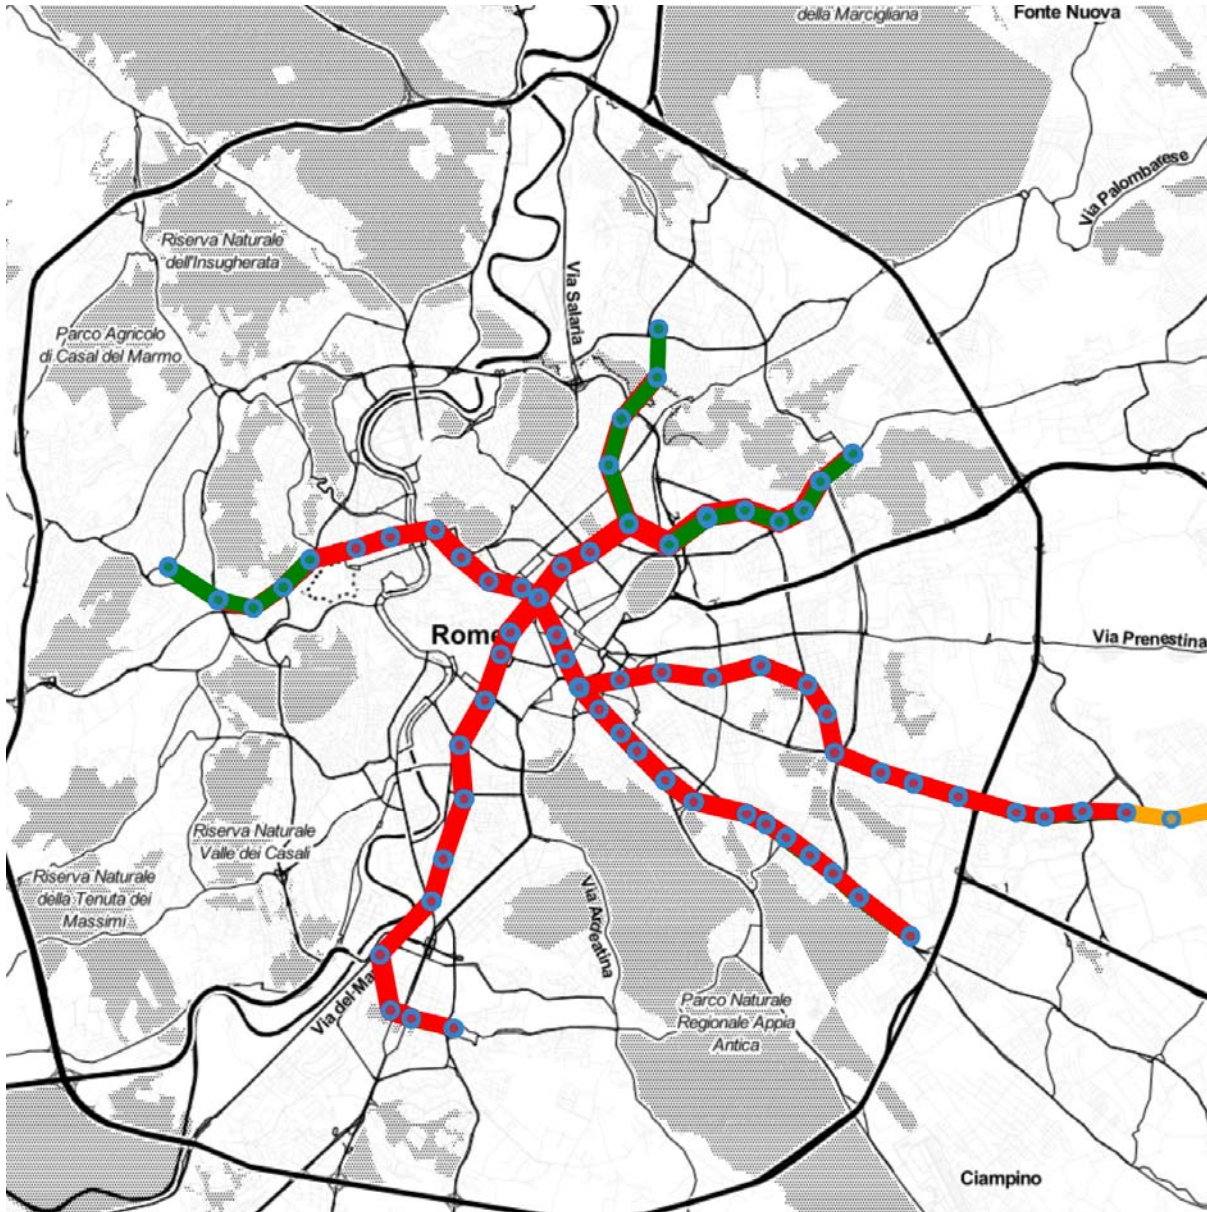 della Marcigliana
Fonte Nuova
Via Palombarese
Riserva Naturale
dell'Insugherata
Via Salaria
Parco Agricolo
di Casal del Marmo
Rome
Via Prenestina
Riserva Naturale
Valle dei Casali
Riserva Naturale
della Tenuta dei
Massimi
Via Ardeatina
Via del Mar
Parco Naturale
Regionale Appia
Antica
Ciampino